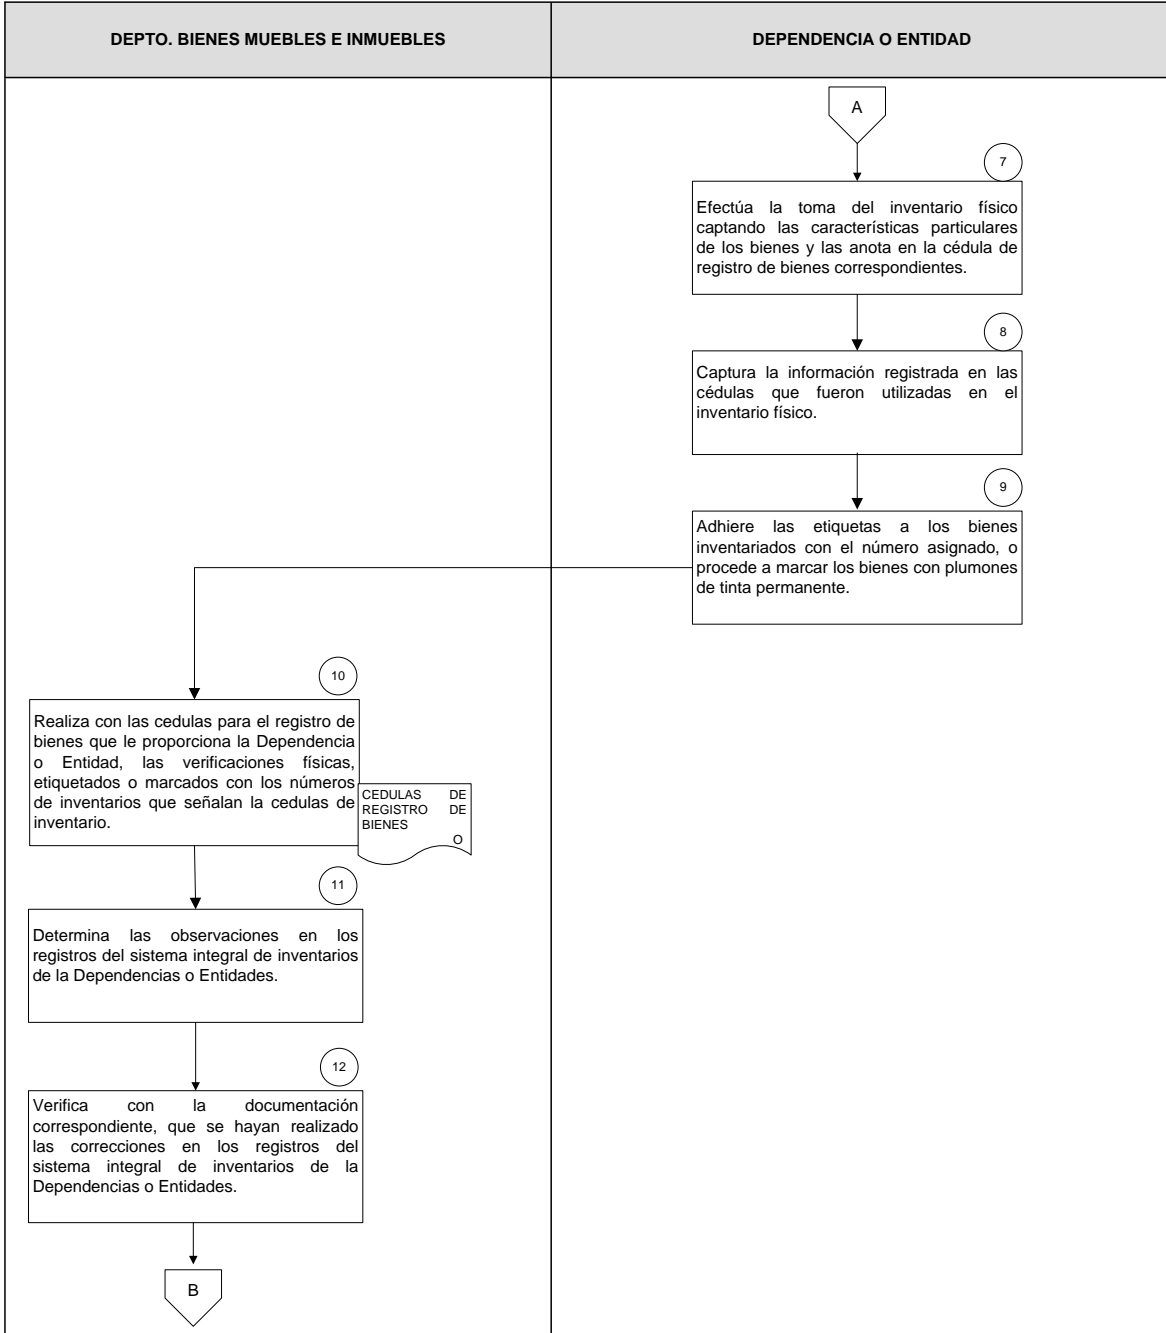 DEPTO. BIENES MUEBLES E INMUEBLES
DEPENDENCIA O ENTIDAD
A
7
Efectúa la toma del inventario físico
captando las características particulares
de los bienes y las anota en la cédula de
registro de bienes correspondientes.
8
Captura la información registrada en las
cédulas que fueron utilizadas en el
inventario físico.
9
Adhiere las etiquetas a los bienes
inventariados con el número asignado, o
procede a marcar los bienes con plumones
de tinta permanente.
10
Realiza con las cedulas para el registro de
bienes que le proporciona la Dependencia
o Entidad, las verificaciones físicas,
etiquetados o marcados con los números
de inventarios que señalan la cedulas de
inventario.
CEDULAS DE
REGISTRO DE
BIENES
O
11
Determina las observaciones en los
registros del sistema integral de inventarios
de la Dependencias o Entidades.
12
Verifica con la documentación
correspondiente, que se hayan realizado
las correcciones en los registros del
sistema integral de inventarios de la
Dependencias o Entidades.
B